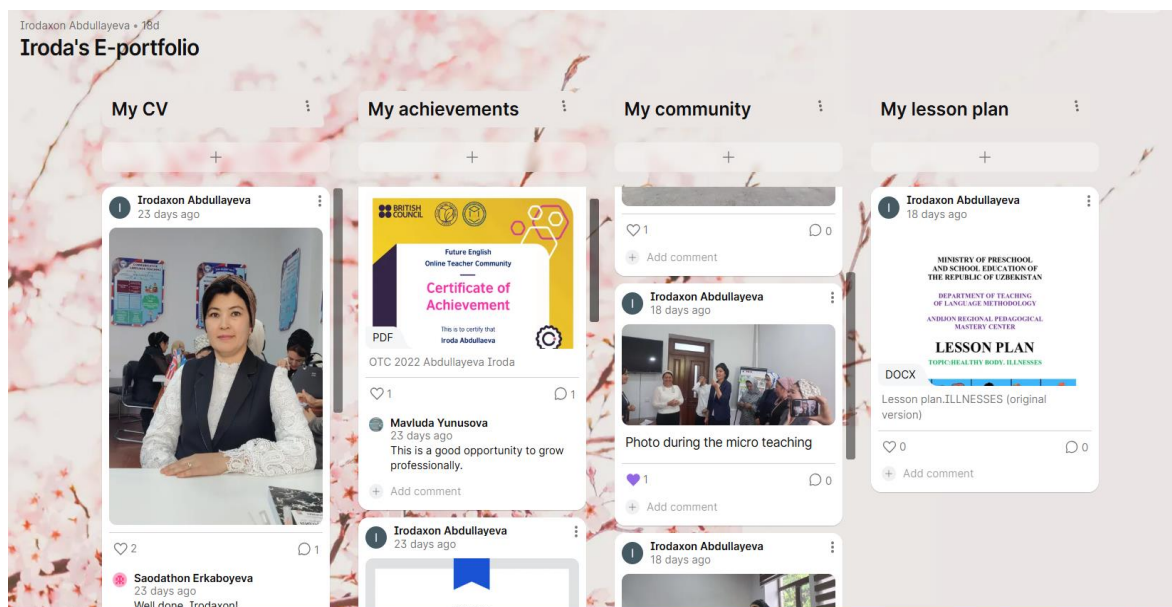 Irodaxon Abdullayeva • 18d
Iroda's E-portfolio
My CV
My achievements
My community
My lesson plan
Irodaxon Abdullayeva
23 days ago
2
1
Saodathon Erkaboyeva
23 days ago
Well done, Irodaxon!
BRITISH
COUNCIL
Future English
Online Teacher Community
Certificate of
Achievement
This is to certify that
Iroda Abdullaeva
PDF
OTC 2022 Abdullayeva Iroda
1
1
Mavluda Yunusova
23 days ago
This is a good opportunity to grow
professionally.
Add comment
Irodaxon Abdullayeva
23 days ago
1
0
Add comment
Irodaxon Abdullayeva
18 days ago
Photo during the micro teaching
1
0
Add comment
Irodaxon Abdullayeva
18 days ago
I
Irodaxon Abdullayeva
18 days ago
MINISTRY OF PRESCHOOL
AND SCHOOL EDUCATION OF
THE REPUBLIC OF UZBEKISTAN
DEPARTMENT OF TEACHING
OF LANGUAGE METHODOLOGY
ANDIJON REGIONAL PEDAGOGICAL
MASTERY CENTER
LESSON PLAN
TOPIC:HEALTHY BODY. ILLNESSES
DOCX
Lesson plan.ILLNESSES (original
version)
0
0
Add comment